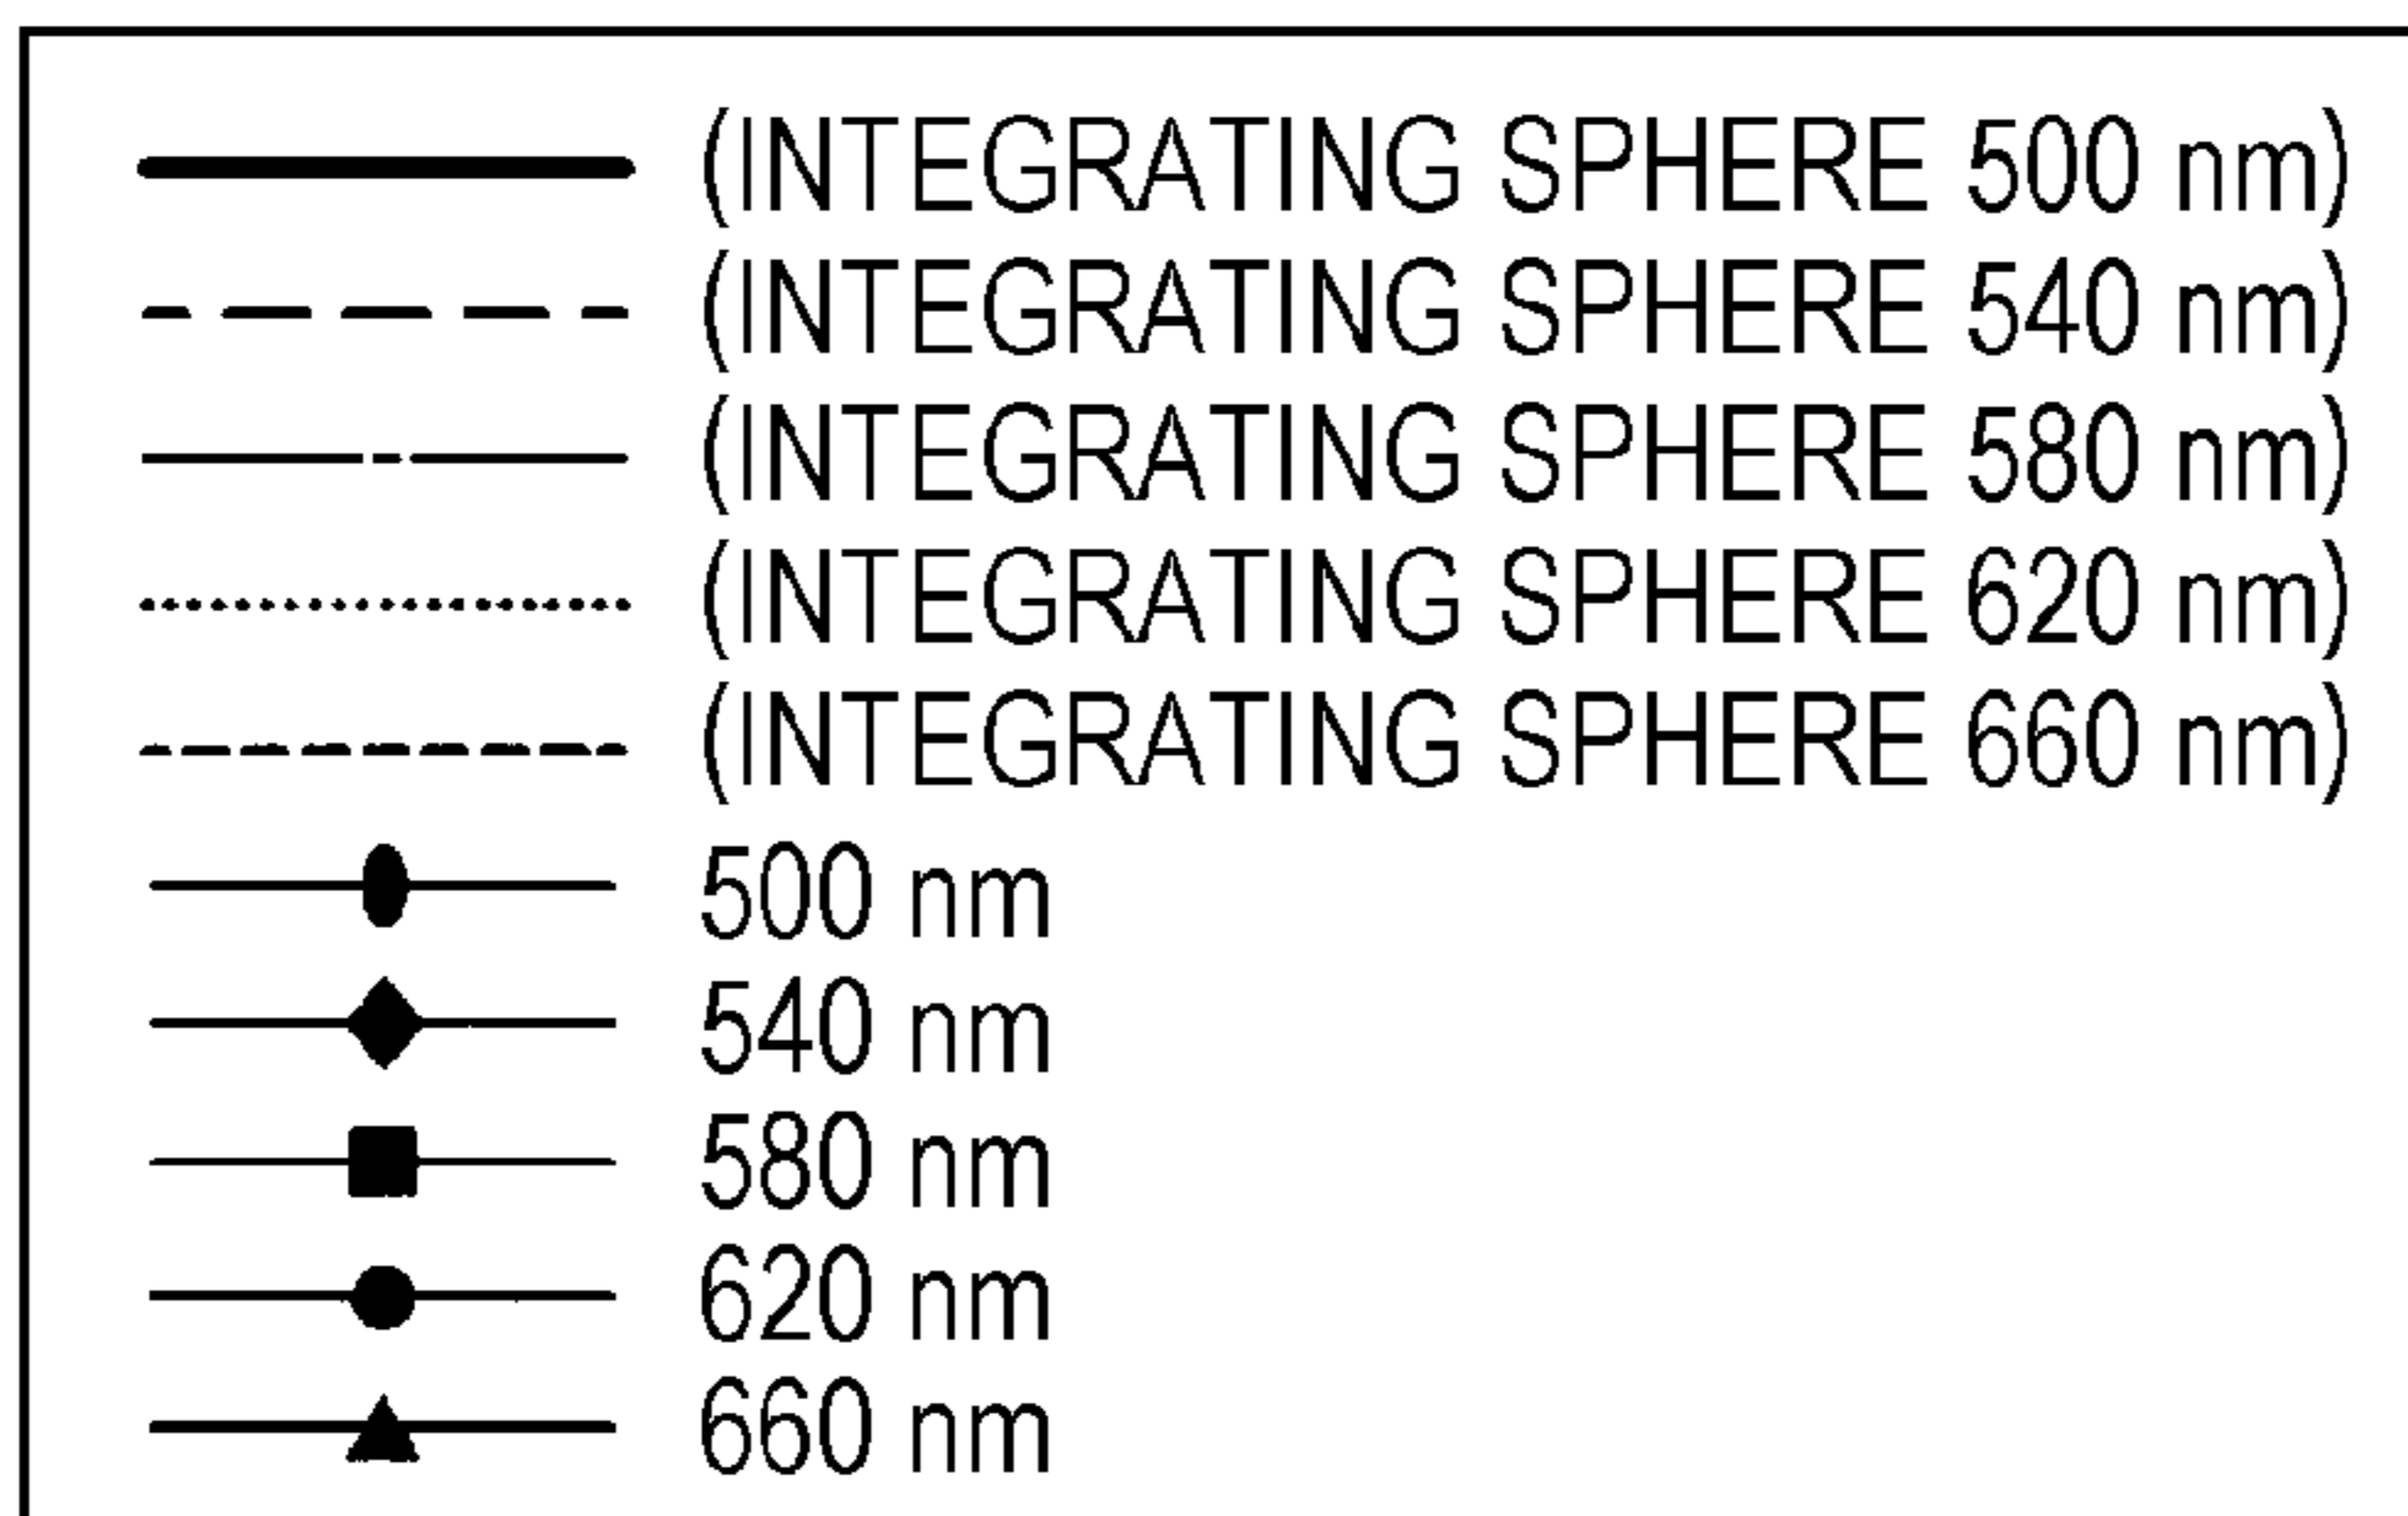 (INTEGRATING SPHERE 500 nm)
(INTEGRATING SPHERE 540 nm)
(INTEGRATING SPHERE 580 nm)
(INTEGRATING SPHERE 620 nm)
(INTEGRATING SPHERE 660 nm)
500 nm
540 nm
580 nm
620 nm
660 nm